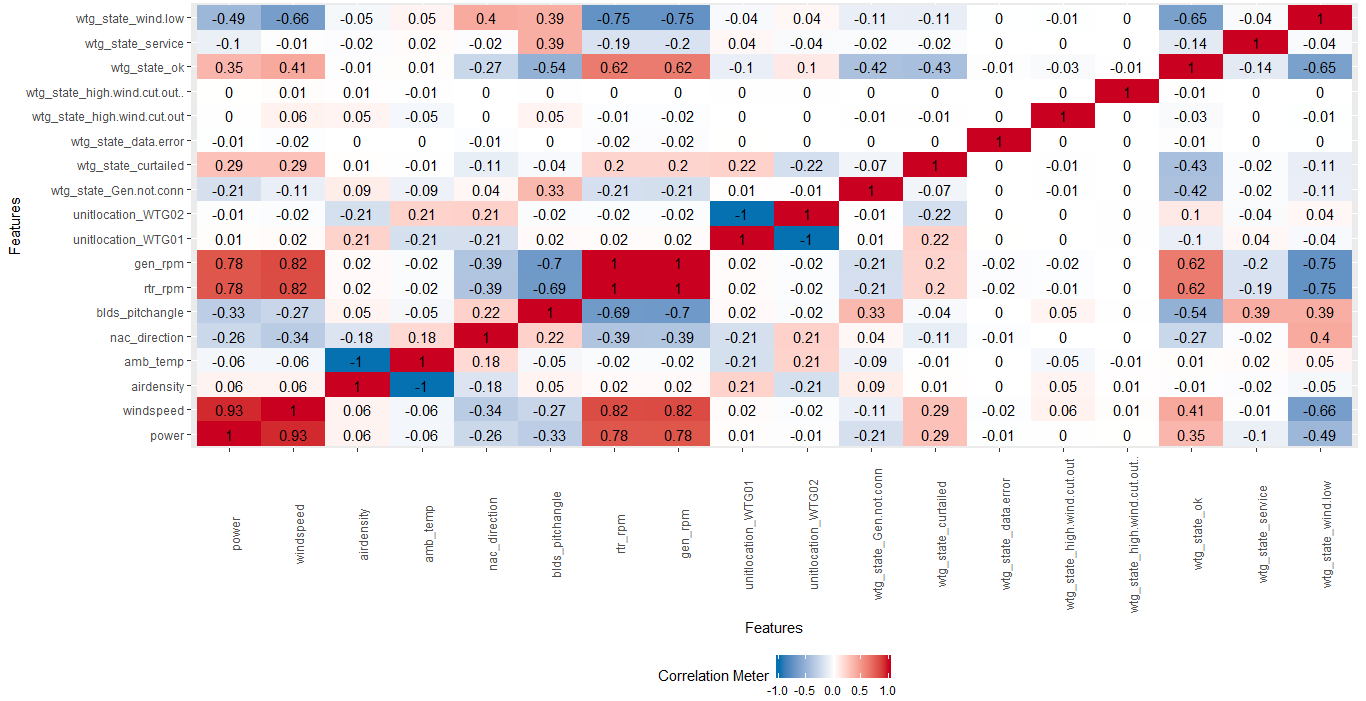 wtg_state_wind.low -0.49 -0.66 -0.05 0.05 0.4 0.39 -0.75 -0.75 -0.04 0.04 -0.11 -0.11 0 -0.01 0 -0.65 -0.04 1
wtg_state_service -0.1 -0.01 -0.02 0.02 -0.02 0.39 -0.19 -0.2 0.04 -0.04 -0.02 -0.02 0 0 0 -0.14 1 -0.04
wtg_state_ok 0.35 0.41 -0.01 0.01 -0.27 -0.54 0.62 0.62 -0.1 0.1 -0.42 -0.43 -0.01 -0.03 -0.01 1 -0.14 -0.65
wtg_state_high.wind.cut.out.. 0 0.01 0.01 -0.01 0 0 0 0 0 0 0 0 0 0 1 -0.01 0 0
wtg_state_high.wind.cut.out 0 0.06 0.05 -0.05 0 0.05 -0.01 -0.02 0 0 -0.01 -0.01 0 1 0 -0.03 0 -0.01
wtg_state_data.error -0.01 -0.02 0 0 -0.01 0 -0.02 -0.02 0 0 0 0 1 0 0 -0.01 0 0
wtg_state_curtailed 0.29 0.29 0.01 -0.01 -0.11 -0.04 0.2 0.2 0.22 -0.22 -0.07 1 0 -0.01 0 -0.43 -0.02 -0.11
wtg_state_Gen.not.conn -0.21 -0.11 0.09 -0.09 0.04 0.33 -0.21 -0.21 0.01 -0.01 1 -0.07 0 -0.01 0 -0.42 -0.02 -0.11
unitlocation_WTG02 -0.01 -0.02 -0.21 0.21 0.21 -0.02 -0.02 -0.02 -1 1 -0.01 -0.22 0 0 0 0.1 -0.04 0.04
unitlocation_WTG01 0.01 0.02 0.21 -0.21 -0.21 0.02 0.02 0.02 1 -1 0.01 0.22 0 0 0 -0.1 0.04 -0.04
gen_rpm 0.78 0.82 0.02 -0.02 -0.39 -0.7 1 1 0.02 -0.02 -0.21 0.2 -0.02 -0.02 0 0.62 -0.2 -0.75
rtr_rpm 0.78 0.82 0.02 -0.02 -0.39 -0.69 1 1 0.02 -0.02 -0.21 0.2 -0.02 -0.01 0 0.62 -0.19 -0.75
blds_pitchangle -0.33 -0.27 0.05 -0.05 0.22 1 -0.69 -0.7 0.02 -0.02 0.33 -0.04 0 0.05 0 -0.54 0.39 0.39
nac_direction -0.26 -0.34 -0.18 0.18 1 0.22 -0.39 -0.39 -0.21 0.21 0.04 -0.11 -0.01 0 0 -0.27 -0.02 0.4
amb_temp -0.06 -0.06 -1 1 0.18 -0.05 -0.02 -0.02 -0.21 0.21 -0.09 -0.01 0 -0.05 -0.01 0.01 0.02 0.05
airdensity 0.06 0.06 1 -1 -0.18 0.05 0.02 0.02 0.21 -0.21 0.09 0.01 0 0.05 0.01 -0.01 -0.02 -0.05
windspeed 0.93 1 0.06 -0.06 -0.34 -0.27 0.82 0.82 0.02 -0.02 -0.11 0.29 -0.02 0.06 0.01 0.41 -0.01 -0.66
power 1 0.93 0.06 -0.06 -0.26 -0.33 0.78 0.78 0.01 -0.01 -0.21 0.29 -0.01 0 0 0.35 -0.1 -0.49
Features
power
windspeed
airdensity
amb_temp
nac_direction
blds_pitchangle
rtr_rpm
gen_rpm
unitlocation_WTG01
unitlocation_WTG02
wtg_state_Gen.not.conn
wtg_state_curtailed
wtg_state_data.error
wtg_state_high.wind.cut.out
wtg_state_high.wind.cut.out..
wtg_state_ok
wtg_state_service
wtg_state_wind.low
Features
Correlation Meter
-1.0 -0.5 0.0 0.5 1.0